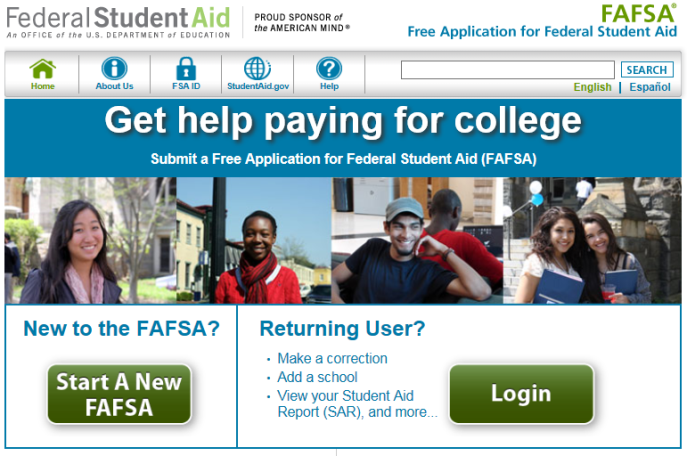 Federal Student Aid
An OFFICE of the U.S. DEPARTMENT of EDUCATION
PROUD SPONSOR of
the AMERICAN MIND®
FAFSA®
Free Application for Federal Student Aid
Home
About Us
FSA ID
StudentAid.gov
Help
SEARCH
English | Español
Get help paying for college
Submit a Free Application for Federal Student Aid (FAFSA)
New to the FAFSA?
Start A New
FAFSA
Returning User?
• Make a correction
• Add a school
• View your Student Aid
Report (SAR), and more...
Login